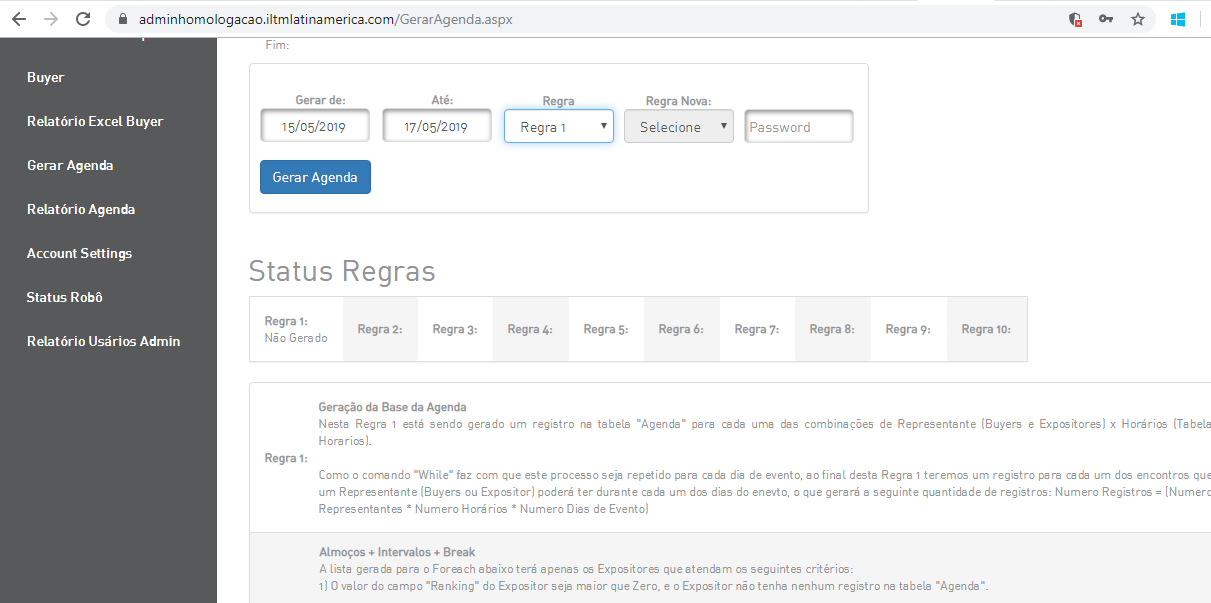 adminhomologacao.iltmlatinamerica.com/GerarAgenda.aspx
Fim:
Buyer
Relatório Excel Buyer
Gerar Agenda
Relatório Agenda
Account Settings
Status Robô
Relatório Usários Admin
Gerar de: Até: Regra Regra Nova:
15/05/2019 17/05/2019 Regra 1 Selecione Password
Gerar Agenda
Status Regras
Regra 1: Regra 2: Regra 3: Regra 4: Regra 5: Regra 6: Regra 7: Regra 8: Regra 9: Regra 10:
Não Gerado
Geração da Base da Agenda
Nesta Regra 1 está sendo gerado um registro na tabela "Agenda" para cada uma das combinações de Representante (Buyers e Expositores) x Horários (Tabela
Horarios).
Regra 1:
Como o comando "While" faz com que este processo seja repetido para cada dia de evento, ao final desta Regra 1 teremos um registro para cada um dos encontros que
um Representante (Buyers ou Expositor) poderá ter durante cada um dos dias do enevto, o que gerará a seguinte quantidade de registros: Numero Registros = (Numero
Representantes * Numero Horários * Numero Dias de Evento)
Almoços + Intervalos + Break
A lista gerada para o Foreach abaixo terá apenas os Expositores que atendam os seguintes critérios:
1) O valor do campo "Ranking" do Expositor seja maior que Zero, e o Expositor não tenha nenhum registro na tabela "Agenda".